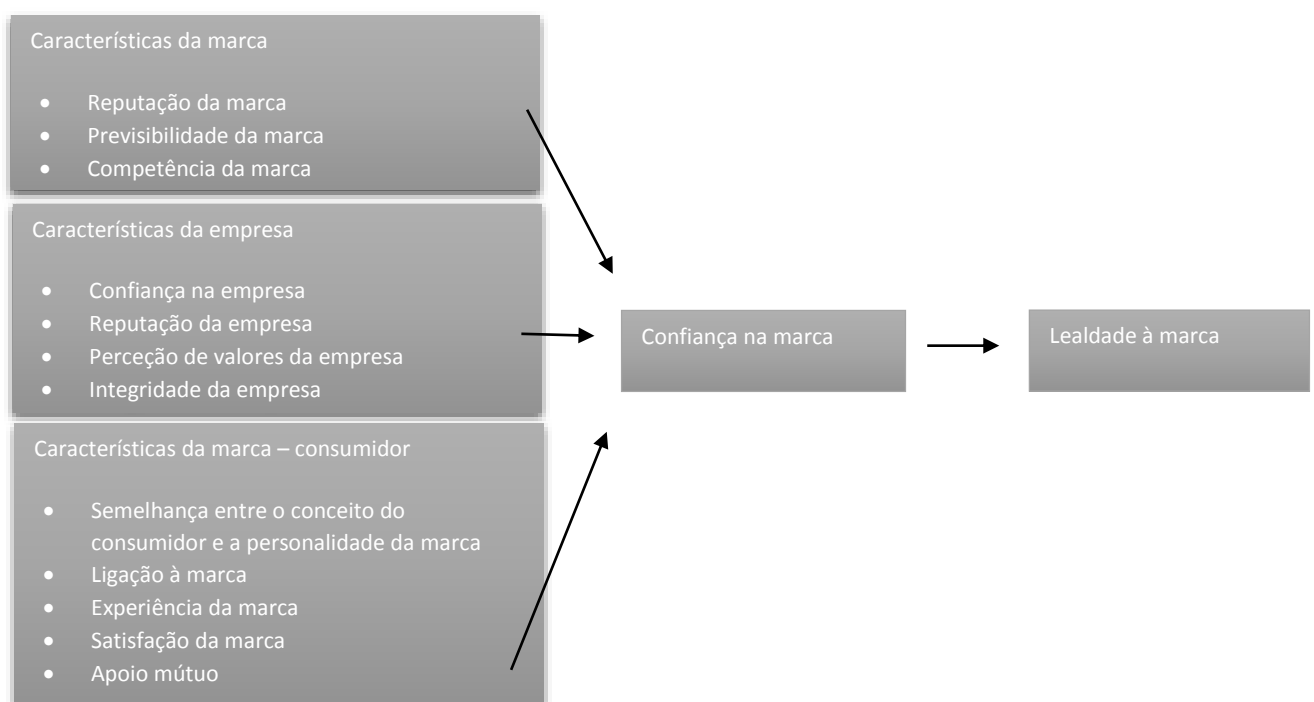 Características da marca
• Reputação da marca
• Previsibilidade da marca
• Competência da marca
Características da empresa
• Confiança na empresa
• Reputação da empresa
• Perceção de valores da empresa
• Integridade da empresa
Características da marca – consumidor
• Semelhança entre o conceito do
consumidor e a personalidade da marca
• Ligação à marca
• Experiência da marca
• Satisfação da marca
• Apoio mútuo
Confiança na marca
Lealdade à marca